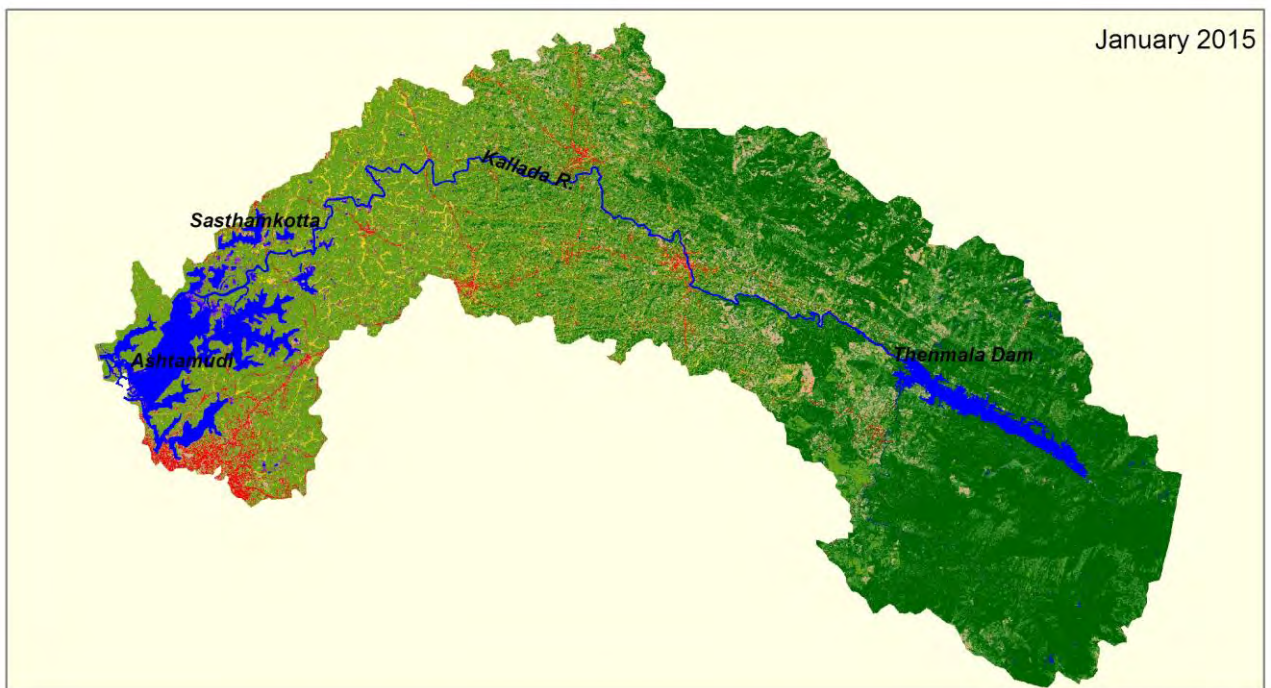 January 2015
Kallada R.
Sasthamkotta
Ashtamudi
Thenmala Dam